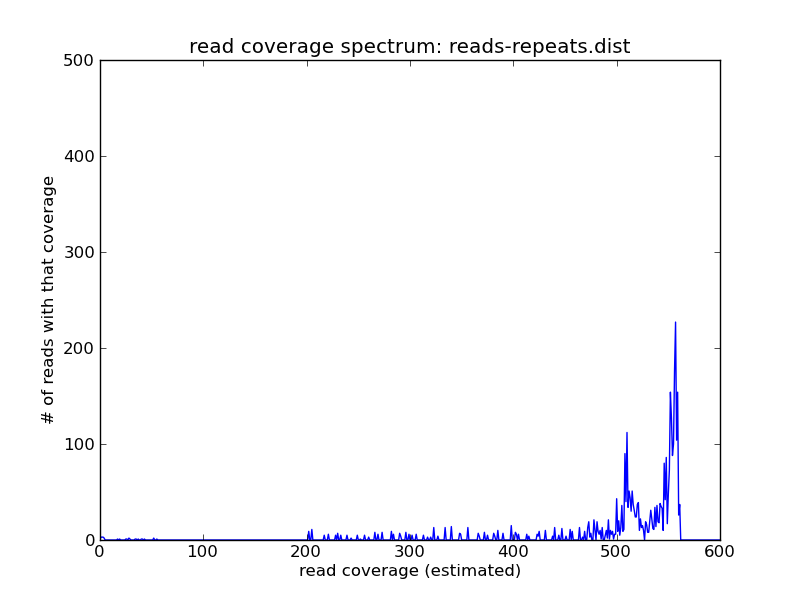 read coverage spectrum: reads-repeats.dist
500
400
300
200
100
0
# of reads with that coverage
0 100 200 300 400 500 600
read coverage (estimated)